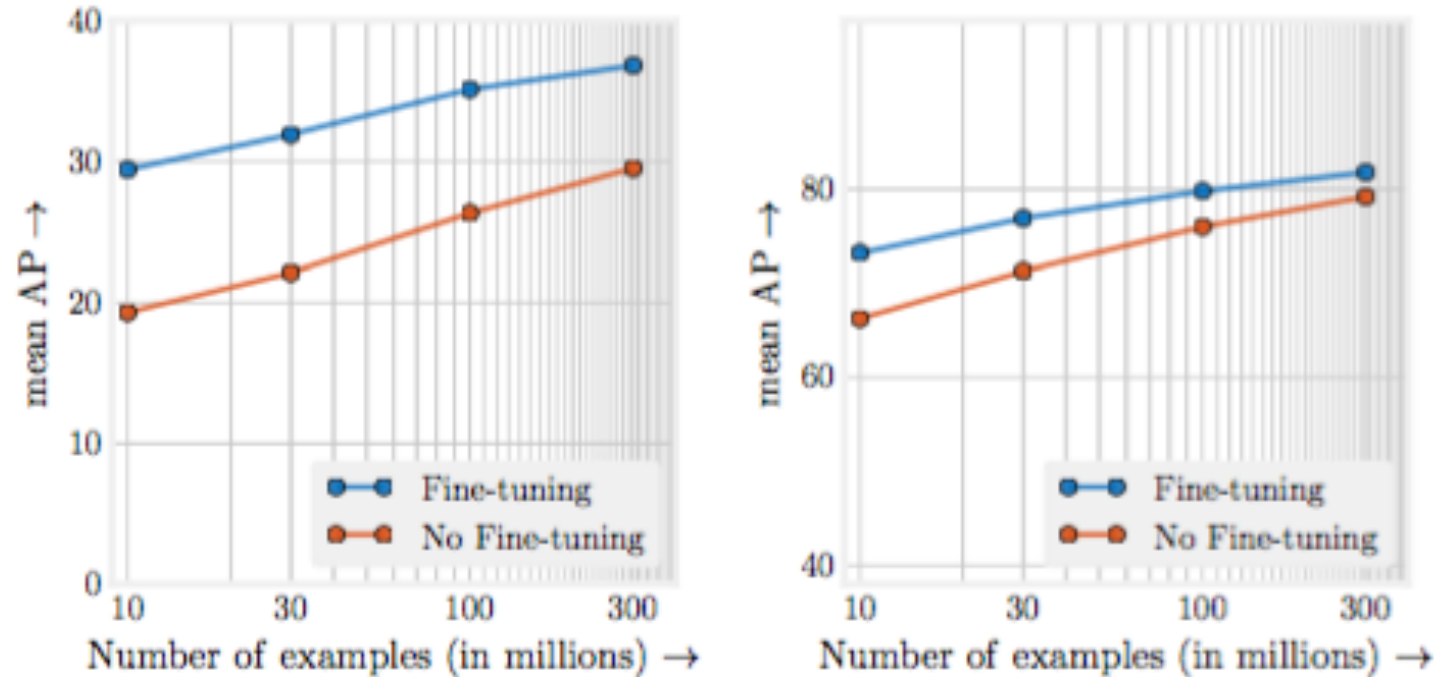 40
30
20
10
0
mean AP →
10 30 100 300
Number of examples (in millions) →
Fine-tuning
No Fine-tuning
80
60
40
mean AP →
10 30 100 300
Number of examples (in millions) →
Fine-tuning
No Fine-tuning